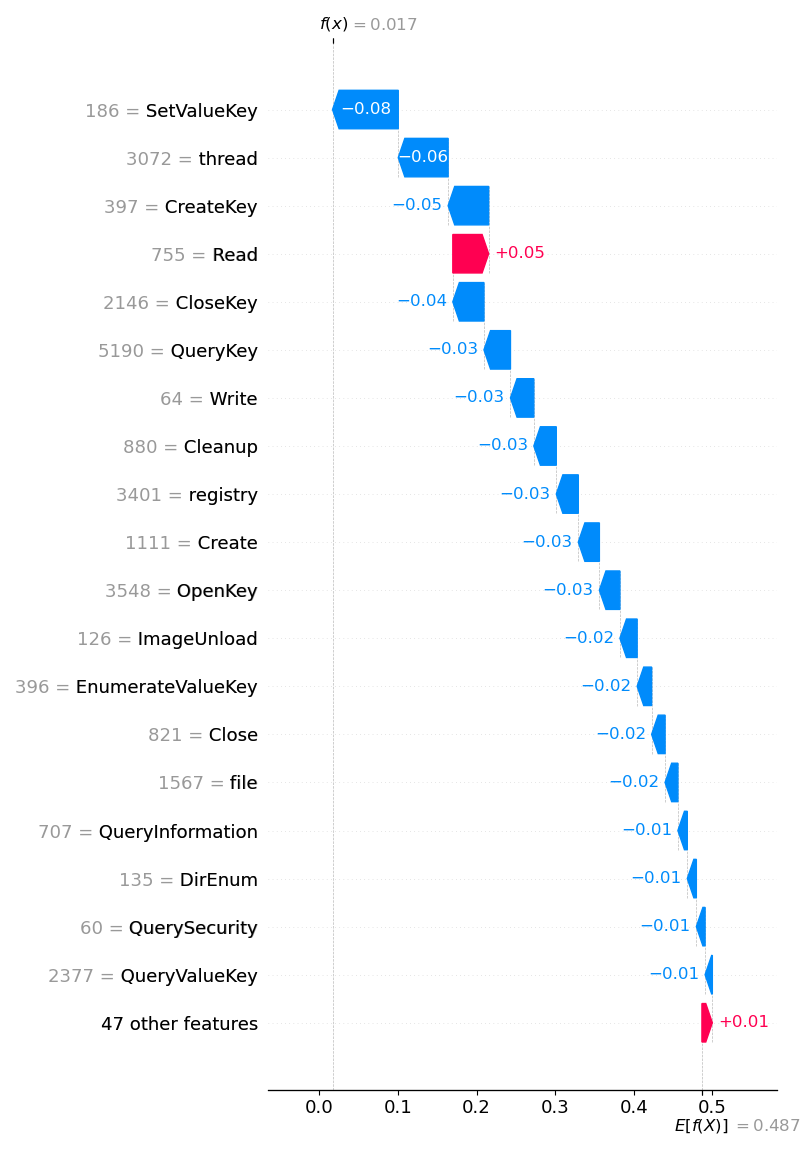 f(x) = 0.017
186 = SetValueKey −0.08
3072 = thread −0.06
397 = CreateKey −0.05
755 = Read +0.05
2146 = CloseKey −0.04
5190 = QueryKey −0.03
64 = Write −0.03
880 = Cleanup −0.03
3401 = registry −0.03
1111 = Create −0.03
3548 = OpenKey −0.03
126 = ImageUnload −0.02
396 = EnumerateValueKey −0.02
821 = Close −0.02
1567 = file −0.02
707 = QueryInformation −0.01
135 = DirEnum −0.01
60 = QuerySecurity −0.01
2377 = QueryValueKey −0.01
47 other features +0.01
0.0 0.1 0.2 0.3 0.4 0.5
E[f(X)] = 0.487